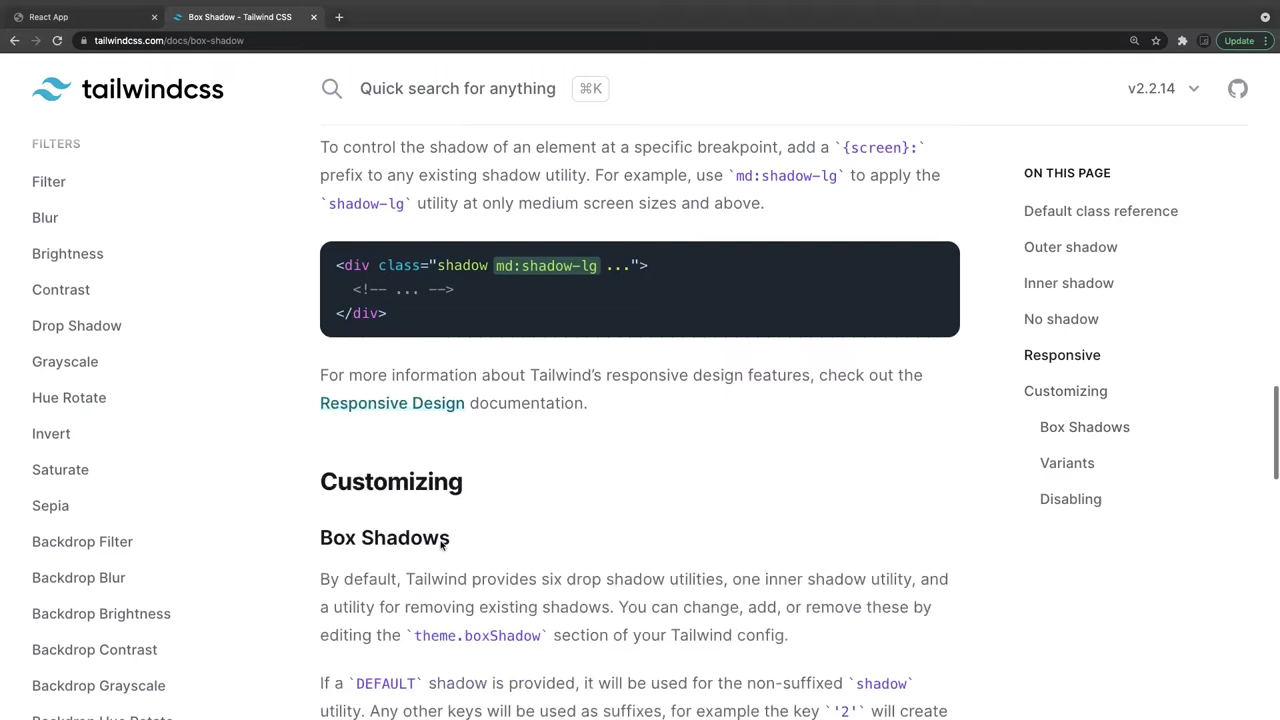 React App
Box Shadow - Tailwind CSS
tailwindcss.com/docs/box-shadow
Update
tailwindcss
Quick search for anything
⌘K
v2.2.14
FILTERS
Filter
Blur
Brightness
Contrast
Drop Shadow
Grayscale
Hue Rotate
Invert
Saturate
Sepia
Backdrop Filter
Backdrop Blur
Backdrop Brightness
Backdrop Contrast
Backdrop Grayscale
Backdrop Hue Rotate
To control the shadow of an element at a specific breakpoint, add a `{screen}:`
prefix to any existing shadow utility. For example, use `md:shadow-lg` to apply the
`shadow-lg` utility at only medium screen sizes and above.
<div class="shadow md:shadow-lg ...">
<!-- ... -->
</div>
For more information about Tailwind's responsive design features, check out the
Responsive Design documentation.
Customizing
Box Shadows
By default, Tailwind provides six drop shadow utilities, one inner shadow utility, and
a utility for removing existing shadows. You can change, add, or remove these by
editing the `theme.boxShadow` section of your Tailwind config.
If a `DEFAULT` shadow is provided, it will be used for the non-suffixed `shadow`
utility. Any other keys will be used as suffixes, for example the key `'2'` will create
ON THIS PAGE
Default class reference
Outer shadow
Inner shadow
No shadow
Responsive
Customizing
Box Shadows
Variants
Disabling